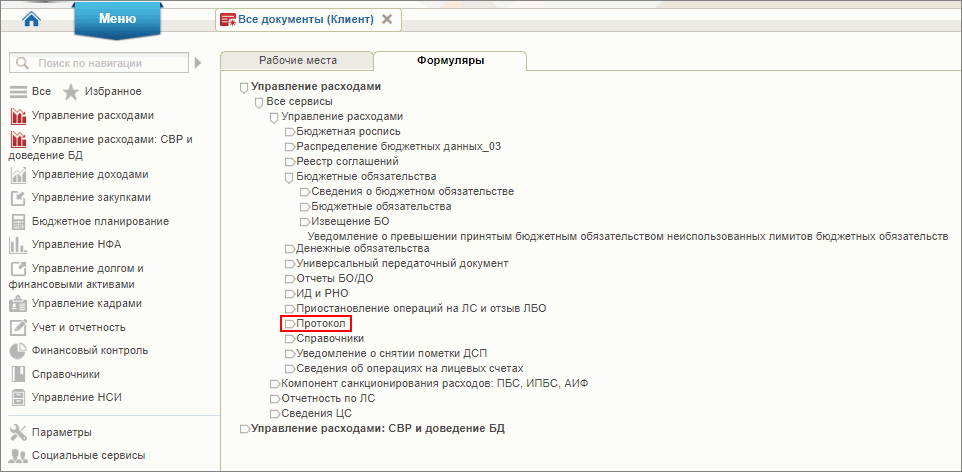 Меню
Все документы (Клиент)
Поиск по навигации
Все
Избранное
Управление расходами
Управление расходами: СВР и
доведение БД
Управление доходами
Управление закупками
Бюджетное планирование
Управление НФА
Управление долгом и
финансовыми активами
Управление кадрами
Учет и отчетность
Финансовый контроль
Справочники
Управление НСИ
Параметры
Социальные сервисы
Рабочие места
Формуляры
Управление расходами
Все сервисы
Управление расходами
Бюджетная роспись
Распределение бюджетных данных_03
Реестр соглашений
Бюджетные обязательства
Сведения о бюджетном обязательстве
Бюджетные обязательства
Извещение БО
Уведомление о превышении принятым бюджетным обязательством неиспользованных лимитов бюджетных обязательств
Денежные обязательства
Универсальный передаточный документ
Отчеты БО/ДО
ИД и РНО
Приостановление операций на ЛС и отзыв ЛБО
Протокол
Справочники
Уведомление о снятии пометки ДСП
Сведения об операциях на лицевых счетах
Компонент санкционирования расходов: ПБС, ИПБС, АИФ
Отчетность по ЛС
Сведения ЦС
Управление расходами: СВР и доведение БД